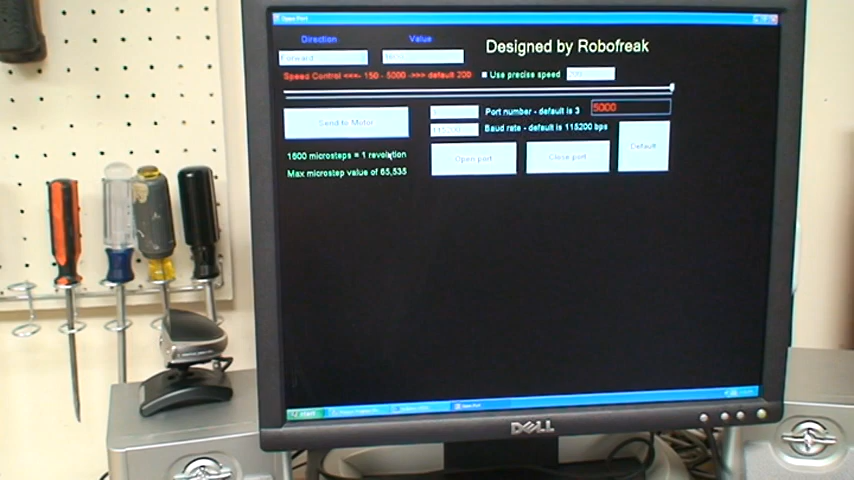 Open Port
Direction
Value
Designed by Robofreak
Forward
Speed Control <<<- 150 - 5000 ->>> default 200
Use precise speed
200
Send to Motor
Port number - default is 3
5000
115200
Baud rate - default is 115200 bps
Default
1600 microsteps = 1 revolution
Max microstep value of 65,535
Open port
Close port
start
DELL